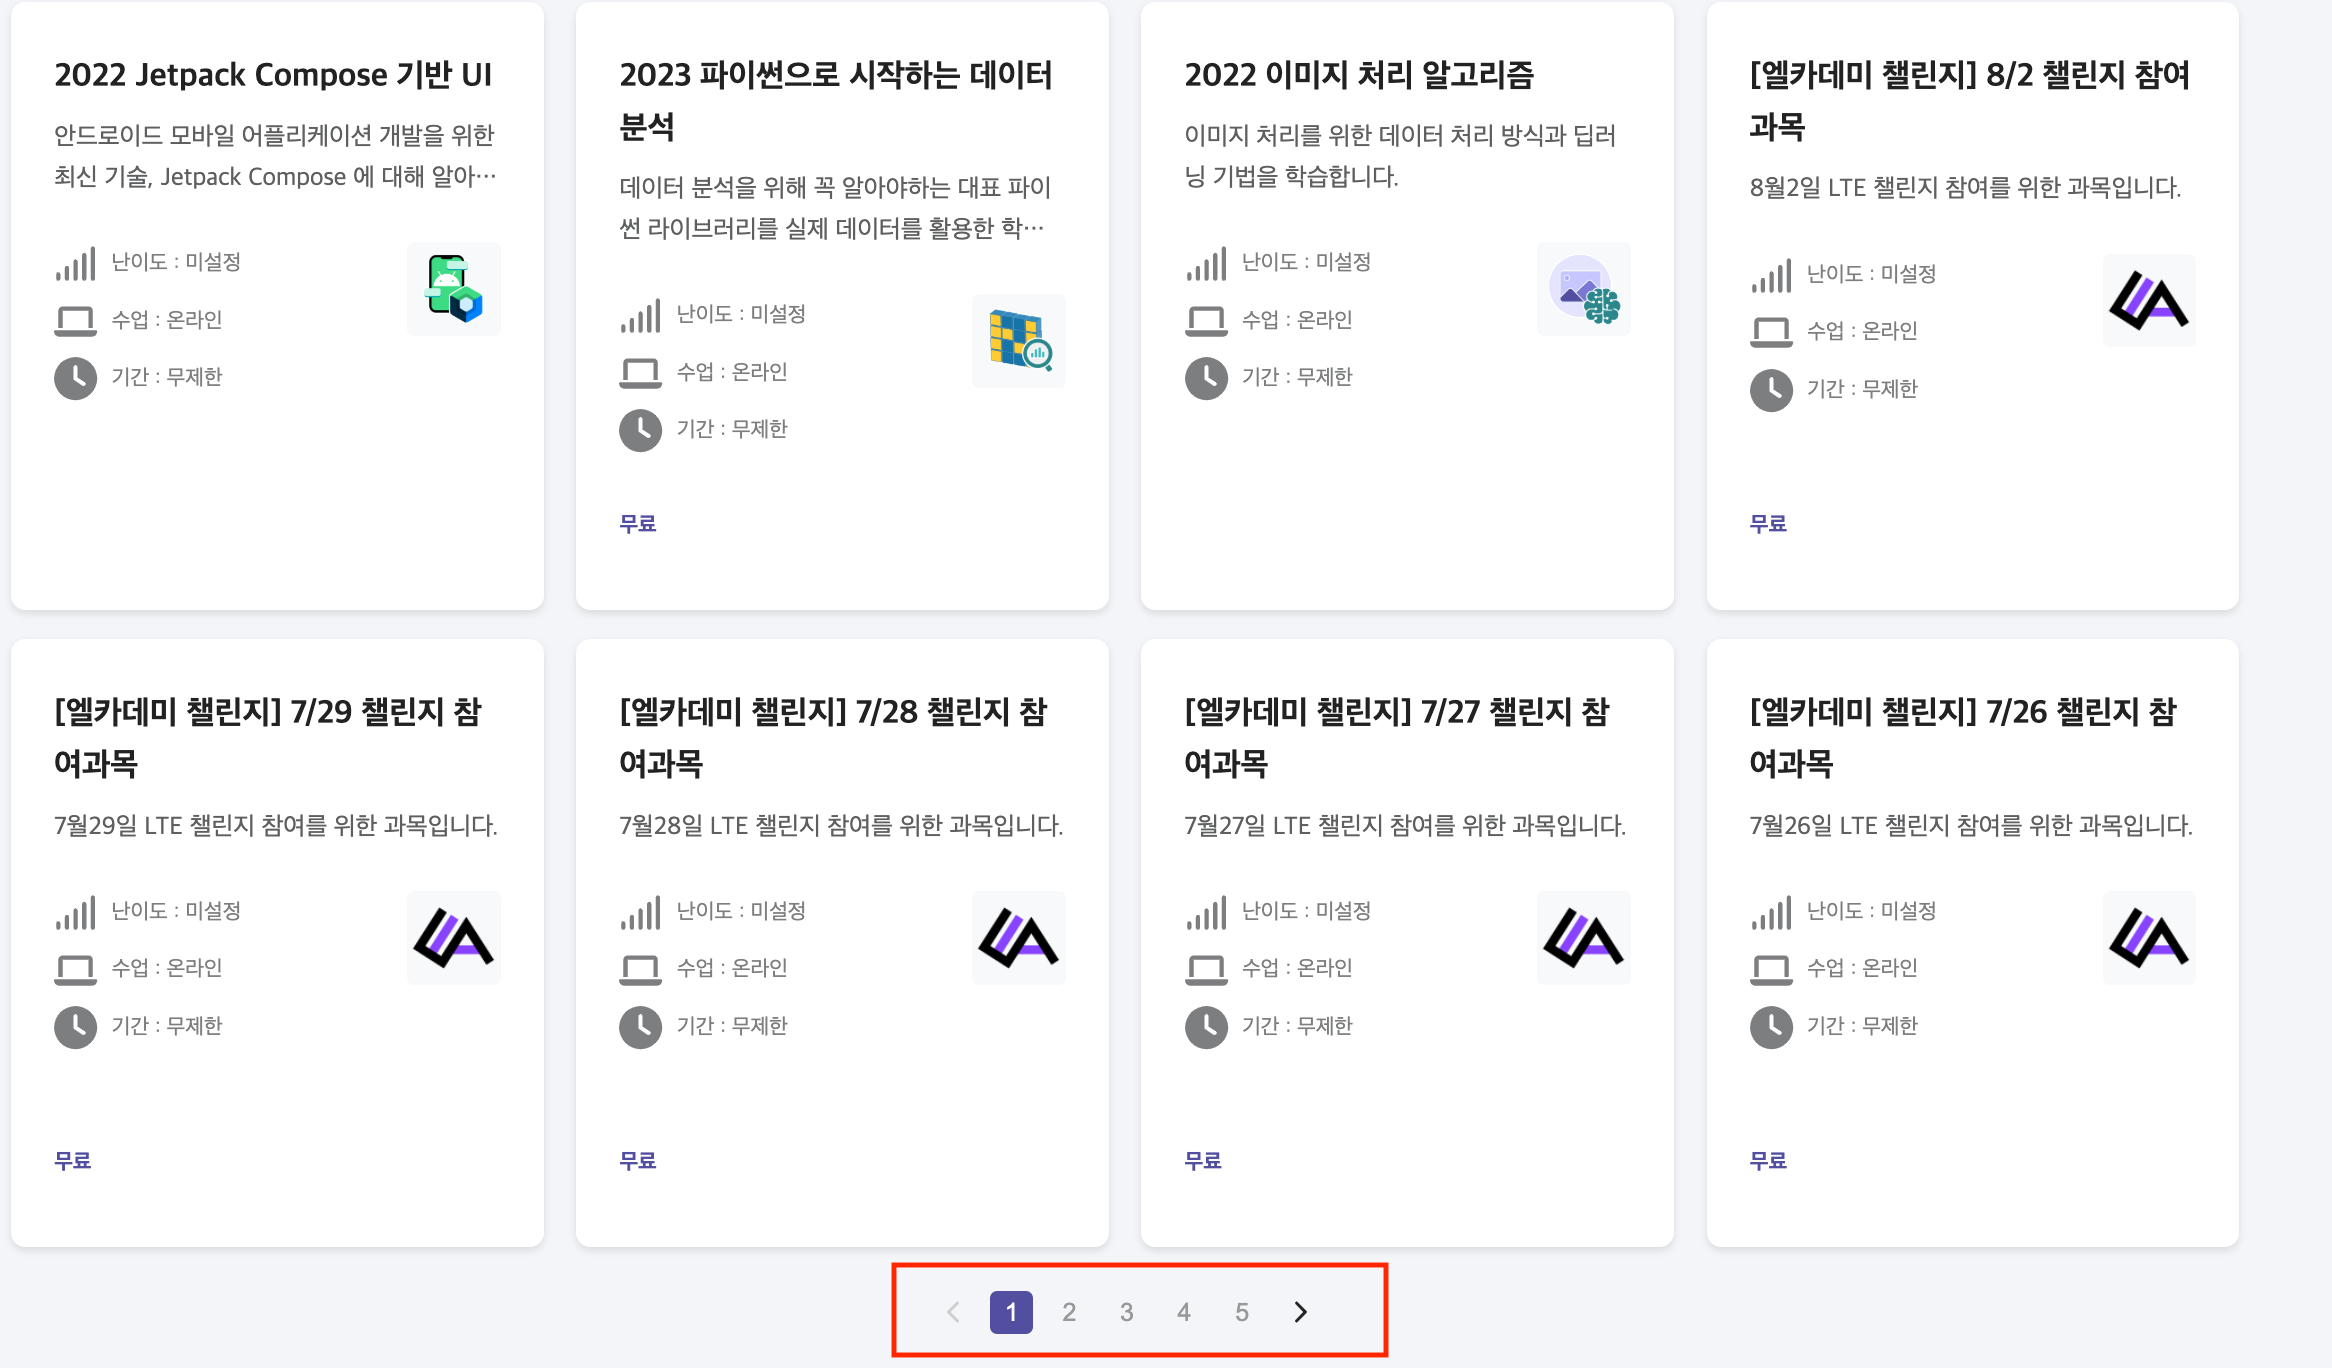 2022 Jetpack Compose 기반 UI
안드로이드 모바일 어플리케이션 개발을 위한
최신 기술, Jetpack Compose 에 대해 알아…
난이도 : 미설정
수업 : 온라인
기간 : 무제한
2023 파이썬으로 시작하는 데이터
분석
데이터 분석을 위해 꼭 알아야하는 대표 파이
썬 라이브러리를 실제 데이터를 활용한 학…
난이도 : 미설정
수업 : 온라인
기간 : 무제한
무료
2022 이미지 처리 알고리즘
이미지 처리를 위한 데이터 처리 방식과 딥러
닝 기법을 학습합니다.
난이도 : 미설정
수업 : 온라인
기간 : 무제한
[엘카데미 챌린지] 8/2 챌린지 참여
과목
8월2일 LTE 챌린지 참여를 위한 과목입니다.
난이도 : 미설정
수업 : 온라인
기간 : 무제한
무료
[엘카데미 챌린지] 7/29 챌린지 참
여과목
7월29일 LTE 챌린지 참여를 위한 과목입니다.
난이도 : 미설정
수업 : 온라인
기간 : 무제한
무료
[엘카데미 챌린지] 7/28 챌린지 참
여과목
7월28일 LTE 챌린지 참여를 위한 과목입니다.
난이도 : 미설정
수업 : 온라인
기간 : 무제한
무료
[엘카데미 챌린지] 7/27 챌린지 참
여과목
7월27일 LTE 챌린지 참여를 위한 과목입니다.
난이도 : 미설정
수업 : 온라인
기간 : 무제한
무료
[엘카데미 챌린지] 7/26 챌린지 참
여과목
7월26일 LTE 챌린지 참여를 위한 과목입니다.
난이도 : 미설정
수업 : 온라인
기간 : 무제한
무료
1 2 3 4 5